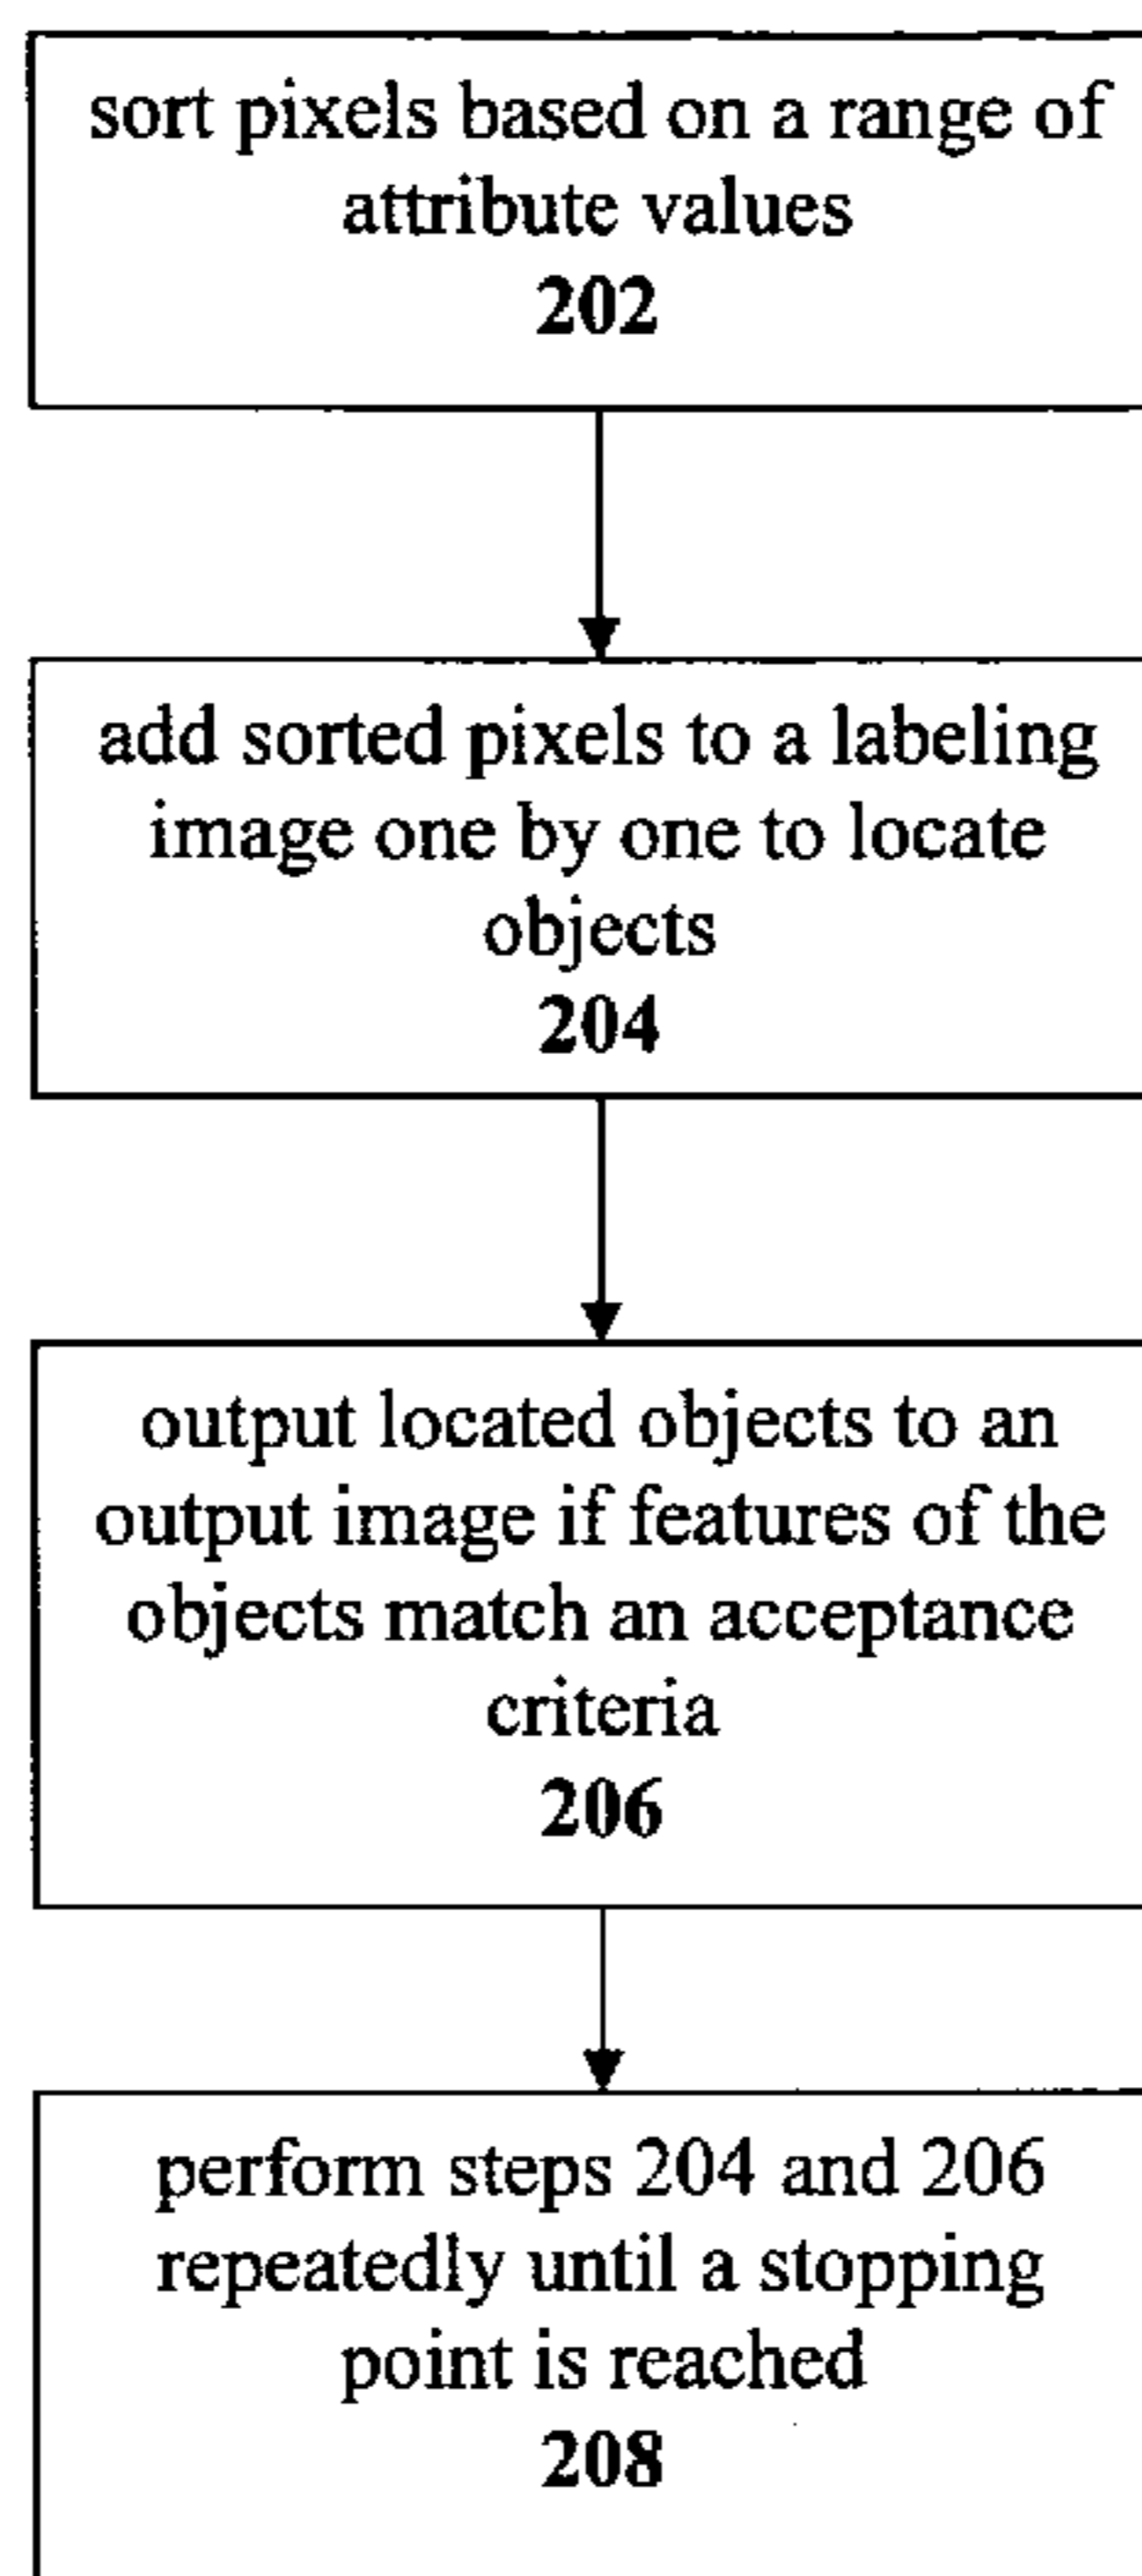 sort pixels based on a range of
attribute values
202
add sorted pixels to a labeling
image one by one to locate
objects
204
output located objects to an
output image if features of the
objects match an acceptance
criteria
206
perform steps 204 and 206
repeatedly until a stopping
point is reached
208